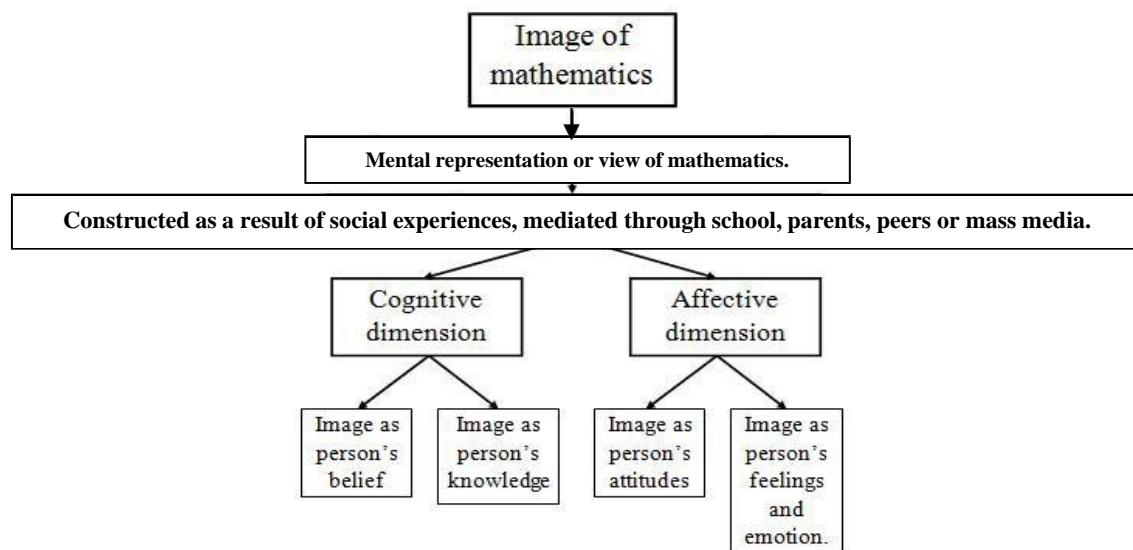 Image of
mathematics
Mental representation or view of mathematics.
Constructed as a result of social experiences, mediated through school, parents, peers or mass media.
Cognitive
dimension
Affective
dimension
Image as
person's
belief
Image as
person's
knowledge
Image as
person's
attitudes
Image as
person's
feelings
and
emotion.